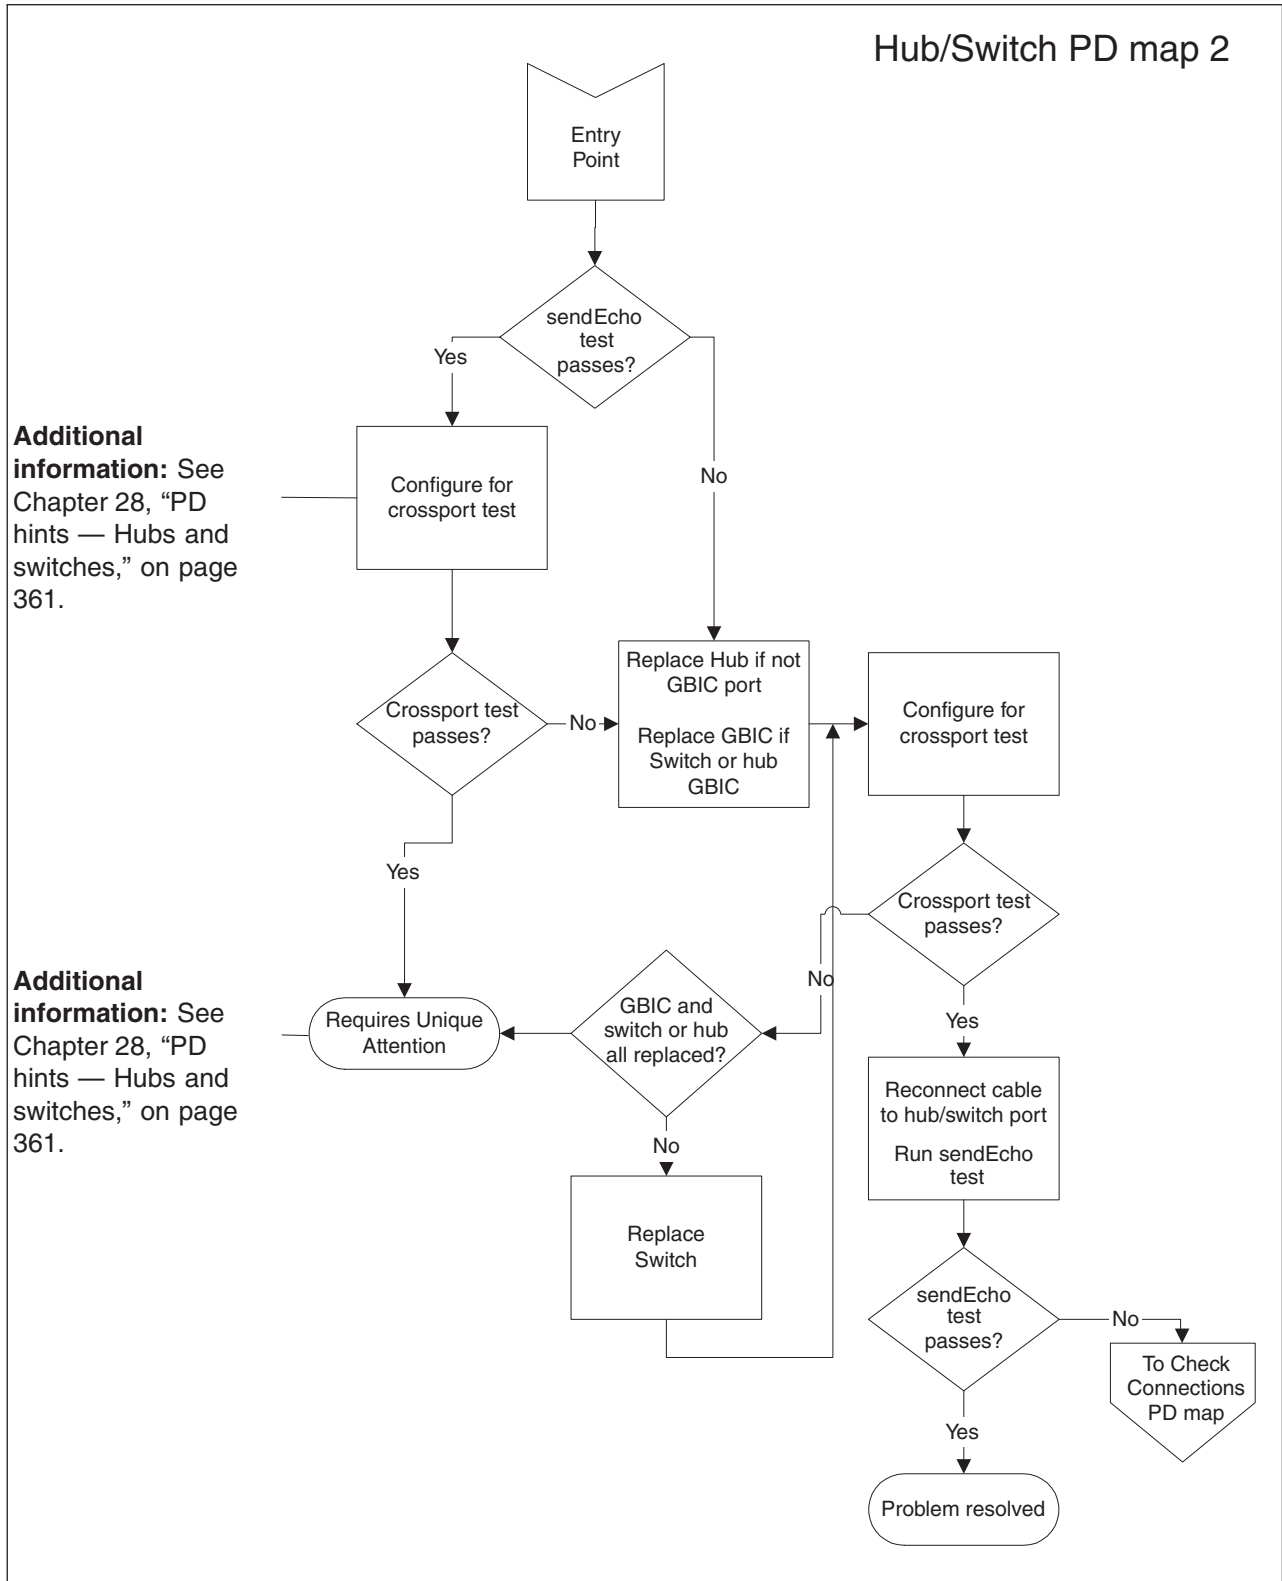 Hub/Switch PD map 2
Entry
Point
sendEcho
test
passes?
Yes
No
Additional
information: See
Chapter 28, “PD
hints — Hubs and
switches,” on page
361.
Configure for
crossport test
Crossport test
passes?
No
Yes
Replace Hub if not
GBIC port
Replace GBIC if
Switch or hub
GBIC
Configure for
crossport test
Crossport test
passes?
No
Yes
Additional
information: See
Chapter 28, “PD
hints — Hubs and
switches,” on page
361.
Requires Unique
Attention
GBIC and
switch or hub
all replaced?
No
Replace
Switch
Reconnect cable
to hub/switch port
Run sendEcho
test
sendEcho
test
passes?
No
To Check
Connections
PD map
Yes
Problem resolved